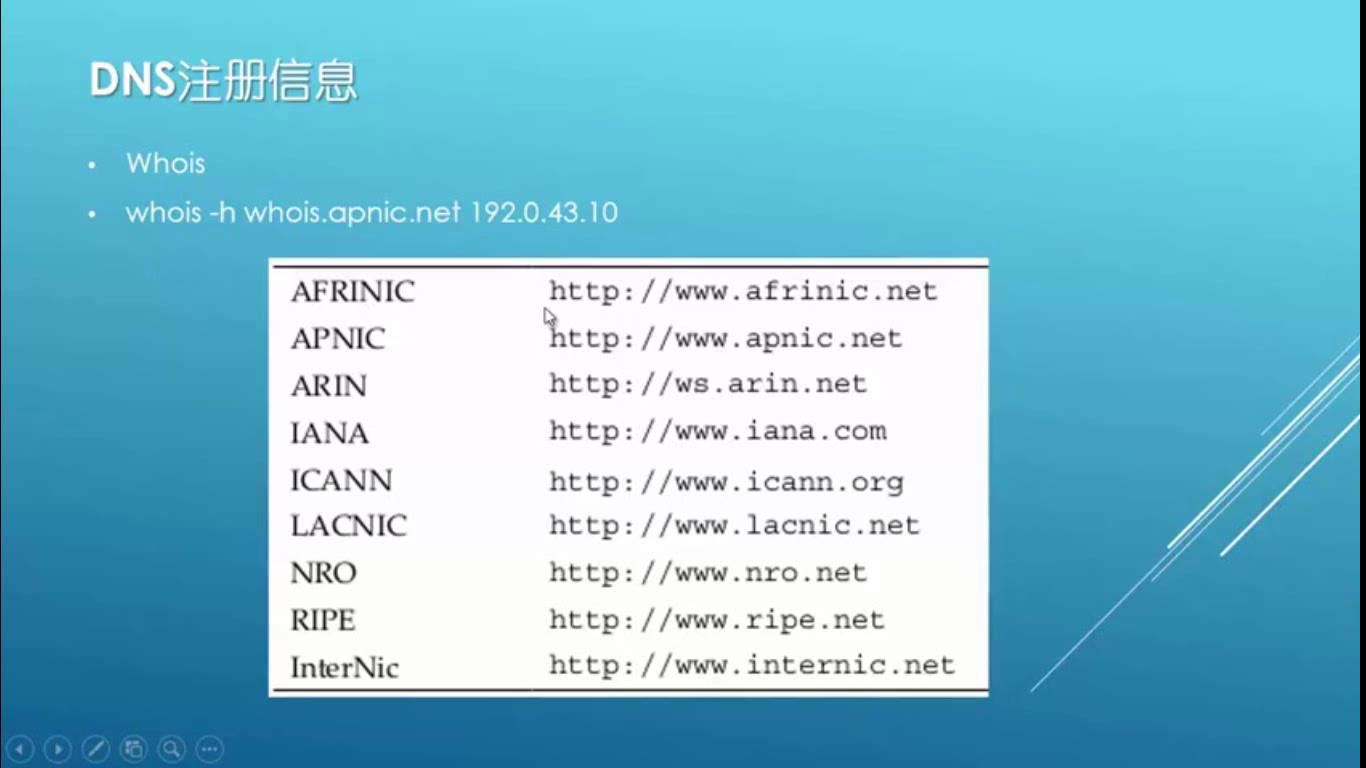 DNS注册信息
• Whois
• whois -h whois.apnic.net 192.0.43.10
AFRINIC http://www.afrinic.net
APNIC http://www.apnic.net
ARIN http://ws.arin.net
IANA http://www.iana.com
ICANN http://www.icann.org
LACNIC http://www.lacnic.net
NRO http://www.nro.net
RIPE http://www.ripe.net
InterNic http://www.internic.net